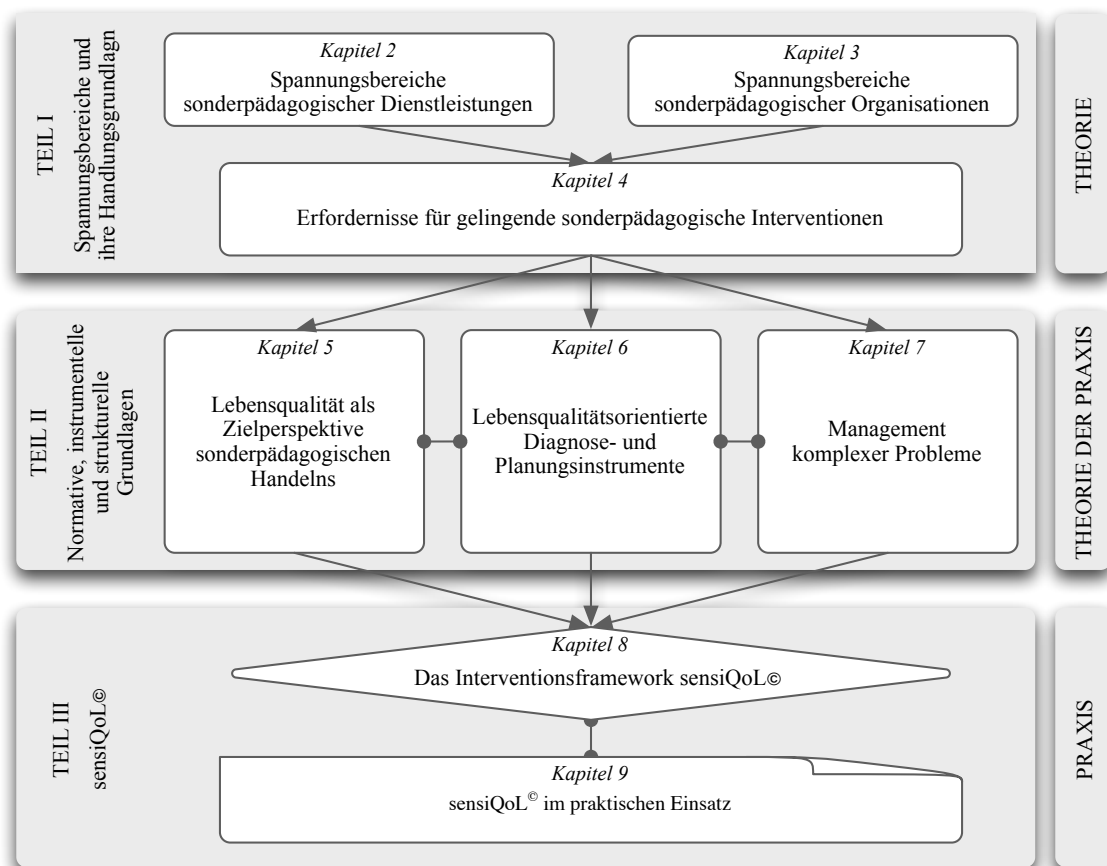 TEIL I
Spannungsbereiche und
ihre Handlungsgrundlagn
Kapitel 2
Spannungsbereiche
sonderpädagogischer Dienstleistungen
Kapitel 3
Spannungsbereiche
sonderpädagogischer Organisationen
Kapitel 4
Erfordernisse für gelingende sonderpädagogische Interventionen
THEORIE
TEIL II
Normative, instrumentelle
und strukturelle
Grundlagen
Kapitel 5
Lebensqualität als
Zielperspektive
sonderpädagogischen
Handelns
Kapitel 6
Lebensqualitätsorientierte
Diagnose- und
Planungsinstrumente
Kapitel 7
Management
komplexer Probleme
THEORIE DER PRAXIS
TEIL III
sensiQoL©
Kapitel 8
Das Interventionsframework sensiQoL©
Kapitel 9
sensiQoL© im praktischen Einsatz
PRAXIS